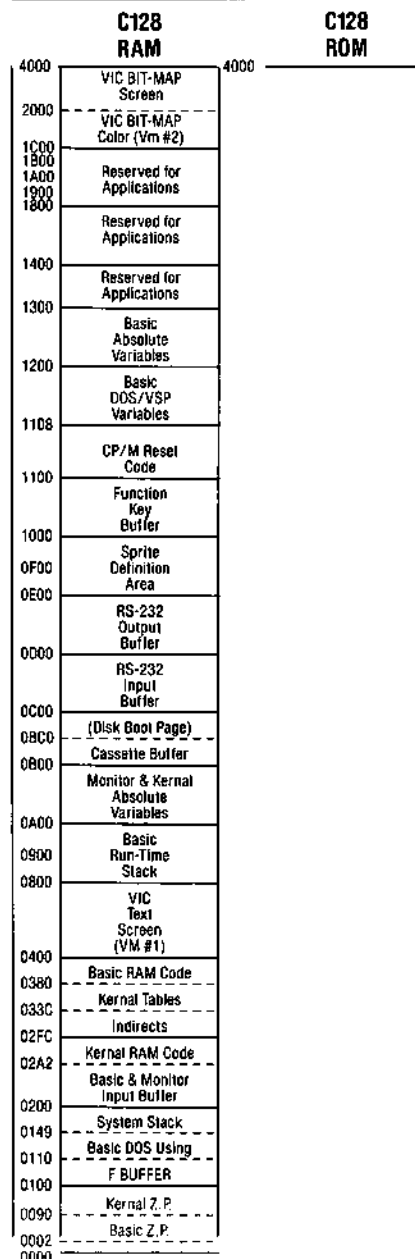 C128
RAM
C128
ROM
4000
4000
VIC BIT-MAP
Screen
2000
VIC BIT-MAP
Color (Vm #2)
1C00
1B00
1A00
1900
1800
Reserved for
Applications
Reserved for
Applications
1400
Reserved for
Applications
1300
Basic
Absolute
Variables
1200
Basic
DOS/VSP
Variables
1108
CP/M Reset
Code
1100
Function
Key
Buffer
1000
Sprite
0F00
Definition
Area
0E00
RS-232
Output
Buffer
0D00
RS-232
Input
Buffer
0C00
(Disk Boot Page)
0BC0
Cassette Buffer
0B00
Monitor & Kernal
Absolute
Variables
0A00
Basic
0900
Run-Time
Stack
0800
VIC
Text
Screen
(VM #1)
0400
Basic RAM Code
0380
Kernal Tables
033C
Indirects
02FC
Kernal RAM Code
02A2
Basic & Monitor
Input Buffer
0200
System Stack
0149
Basic DOS Using
0110
F BUFFER
0100
Kernal Z.P.
0090
Basic Z.P.
0002
0000